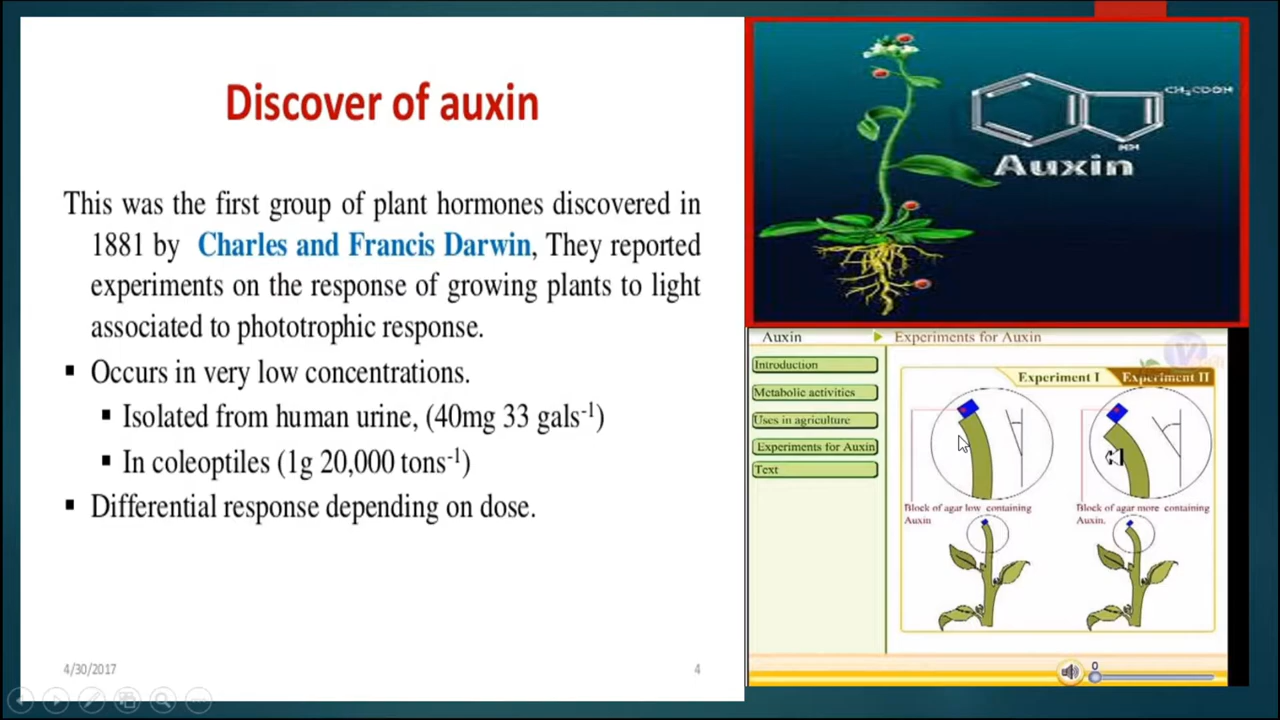 Discover of auxin
This was the first group of plant hormones discovered in
1881 by Charles and Francis Darwin, They reported
experiments on the response of growing plants to light
associated to phototrophic response.
▪ Occurs in very low concentrations.
▪ Isolated from human urine, (40mg 33 gals⁻¹)
▪ In coleoptiles (1g 20,000 tons⁻¹)
▪ Differential response depending on dose.
4/30/2017
4
CH₂COOH
NH
Auxin
Auxin
Experiments for Auxin
Introduction
Metabolic activities
Uses in agriculture
Experiments for Auxin
Text
Experiment I
Experiment II
Block of agar low containing
Auxin
Block of agar more containing
Auxin.
0